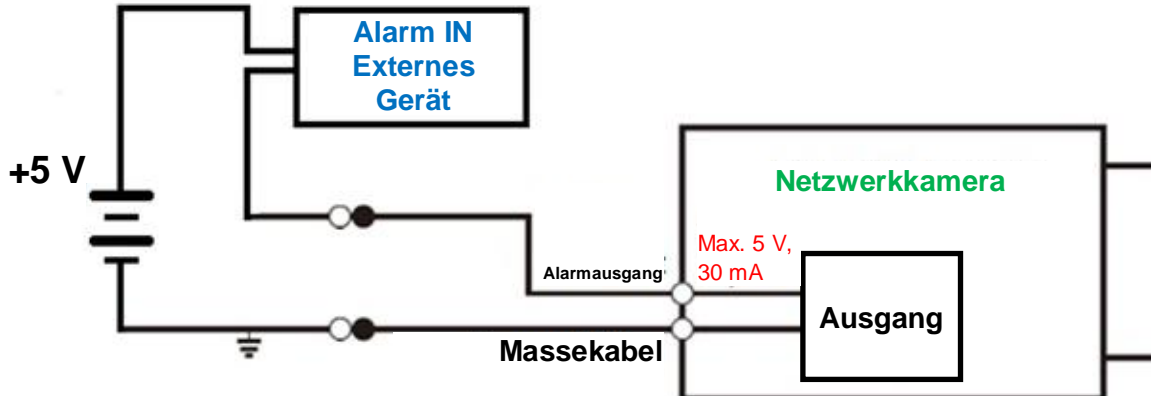 Alarm IN
Externes
Gerät
+5 V
Netzwerkkamera
Max. 5 V,
30 mA
Alarmausgang
Ausgang
Massekabel